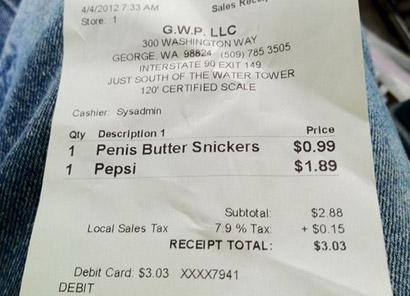 4/4/2012 7:33 AM Sales Rece
Store: 1
G.W.P. LLC
300 WASHINGTON WAY
GEORGE, WA 98824 (509) 785 3505
INTERSTATE 90 EXIT 149
JUST SOUTH OF THE WATER TOWER
120' CERTIFIED SCALE
Cashier: Sysadmin
Qty Description 1 Price
1 Penis Butter Snickers $0.99
1 Pepsi $1.89
Subtotal: $2.88
Local Sales Tax 7.9 % Tax: + $0.15
RECEIPT TOTAL: $3.03
Debit Card: $3.03 XXXX7941
DEBIT